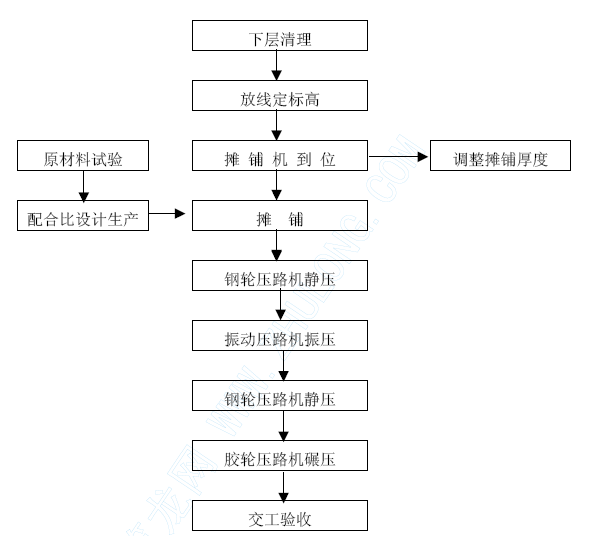 下层清理
放线定标高
原材料试验
摊铺机到位
调整摊铺厚度
配合比设计生产
摊 铺
钢轮压路机静压
振动压路机振压
钢轮压路机静压
胶轮压路机碾压
交工验收